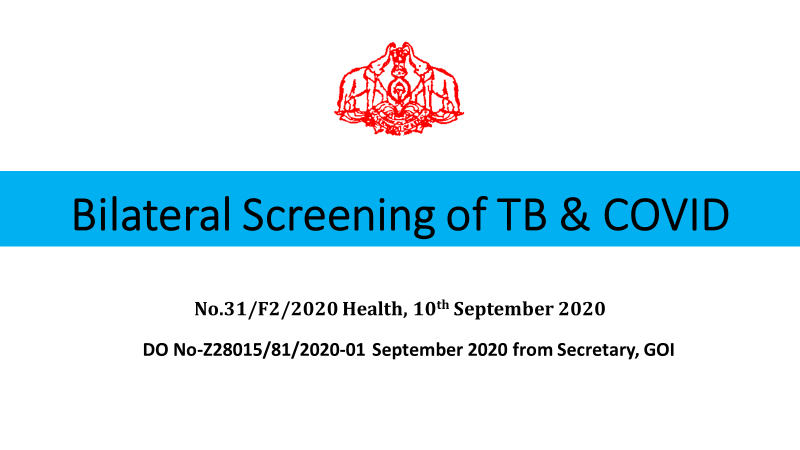 Bilateral Screening of TB & COVID
No.31/F2/2020 Health, 10th September 2020
DO No-Z28015/81/2020-01 September 2020 from Secretary, GOI